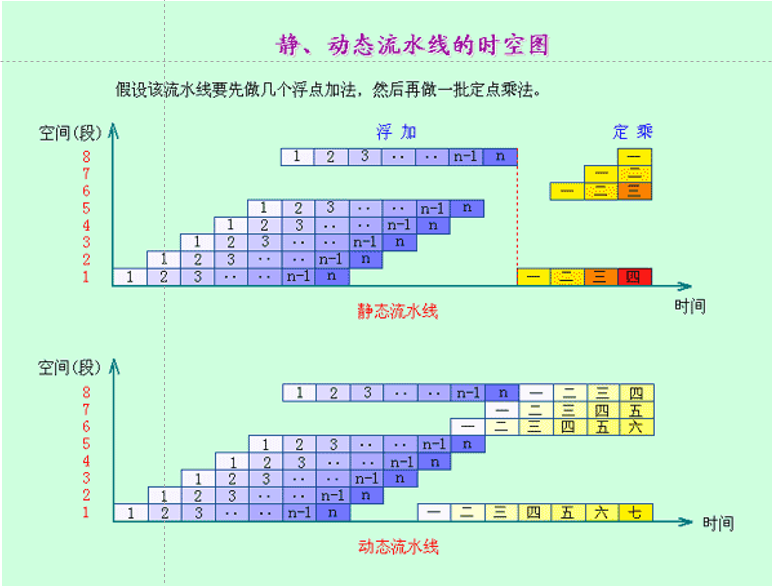 静、动态流水线的时空图
假设该流水线要先做几个浮点加法，然后再做一批定点乘法。
空间(段) 浮 加 定 乘
8 1 2 3 ·· ·· n-1 n 一
7 一 二
6 一 二 三
5 1 2 3 ·· ·· n-1 n
4 1 2 3 ·· ·· n-1 n
3 1 2 3 ·· ·· n-1 n
2 1 2 3 ·· ·· n-1 n
1 1 2 3 ·· ·· n-1 n 一 二 三 四
时间
静态流水线
空间(段)
8 1 2 3 ·· ·· n-1 n 一 二 三 四
7 一 二 三 四 五
6 一 二 三 四 五 六
5 1 2 3 ·· ·· n-1 n
4 1 2 3 ·· ·· n-1 n
3 1 2 3 ·· ·· n-1 n
2 1 2 3 ·· ·· n-1 n
1 1 2 3 ·· ·· n-1 n 一 二 三 四 五 六 七
时间
动态流水线